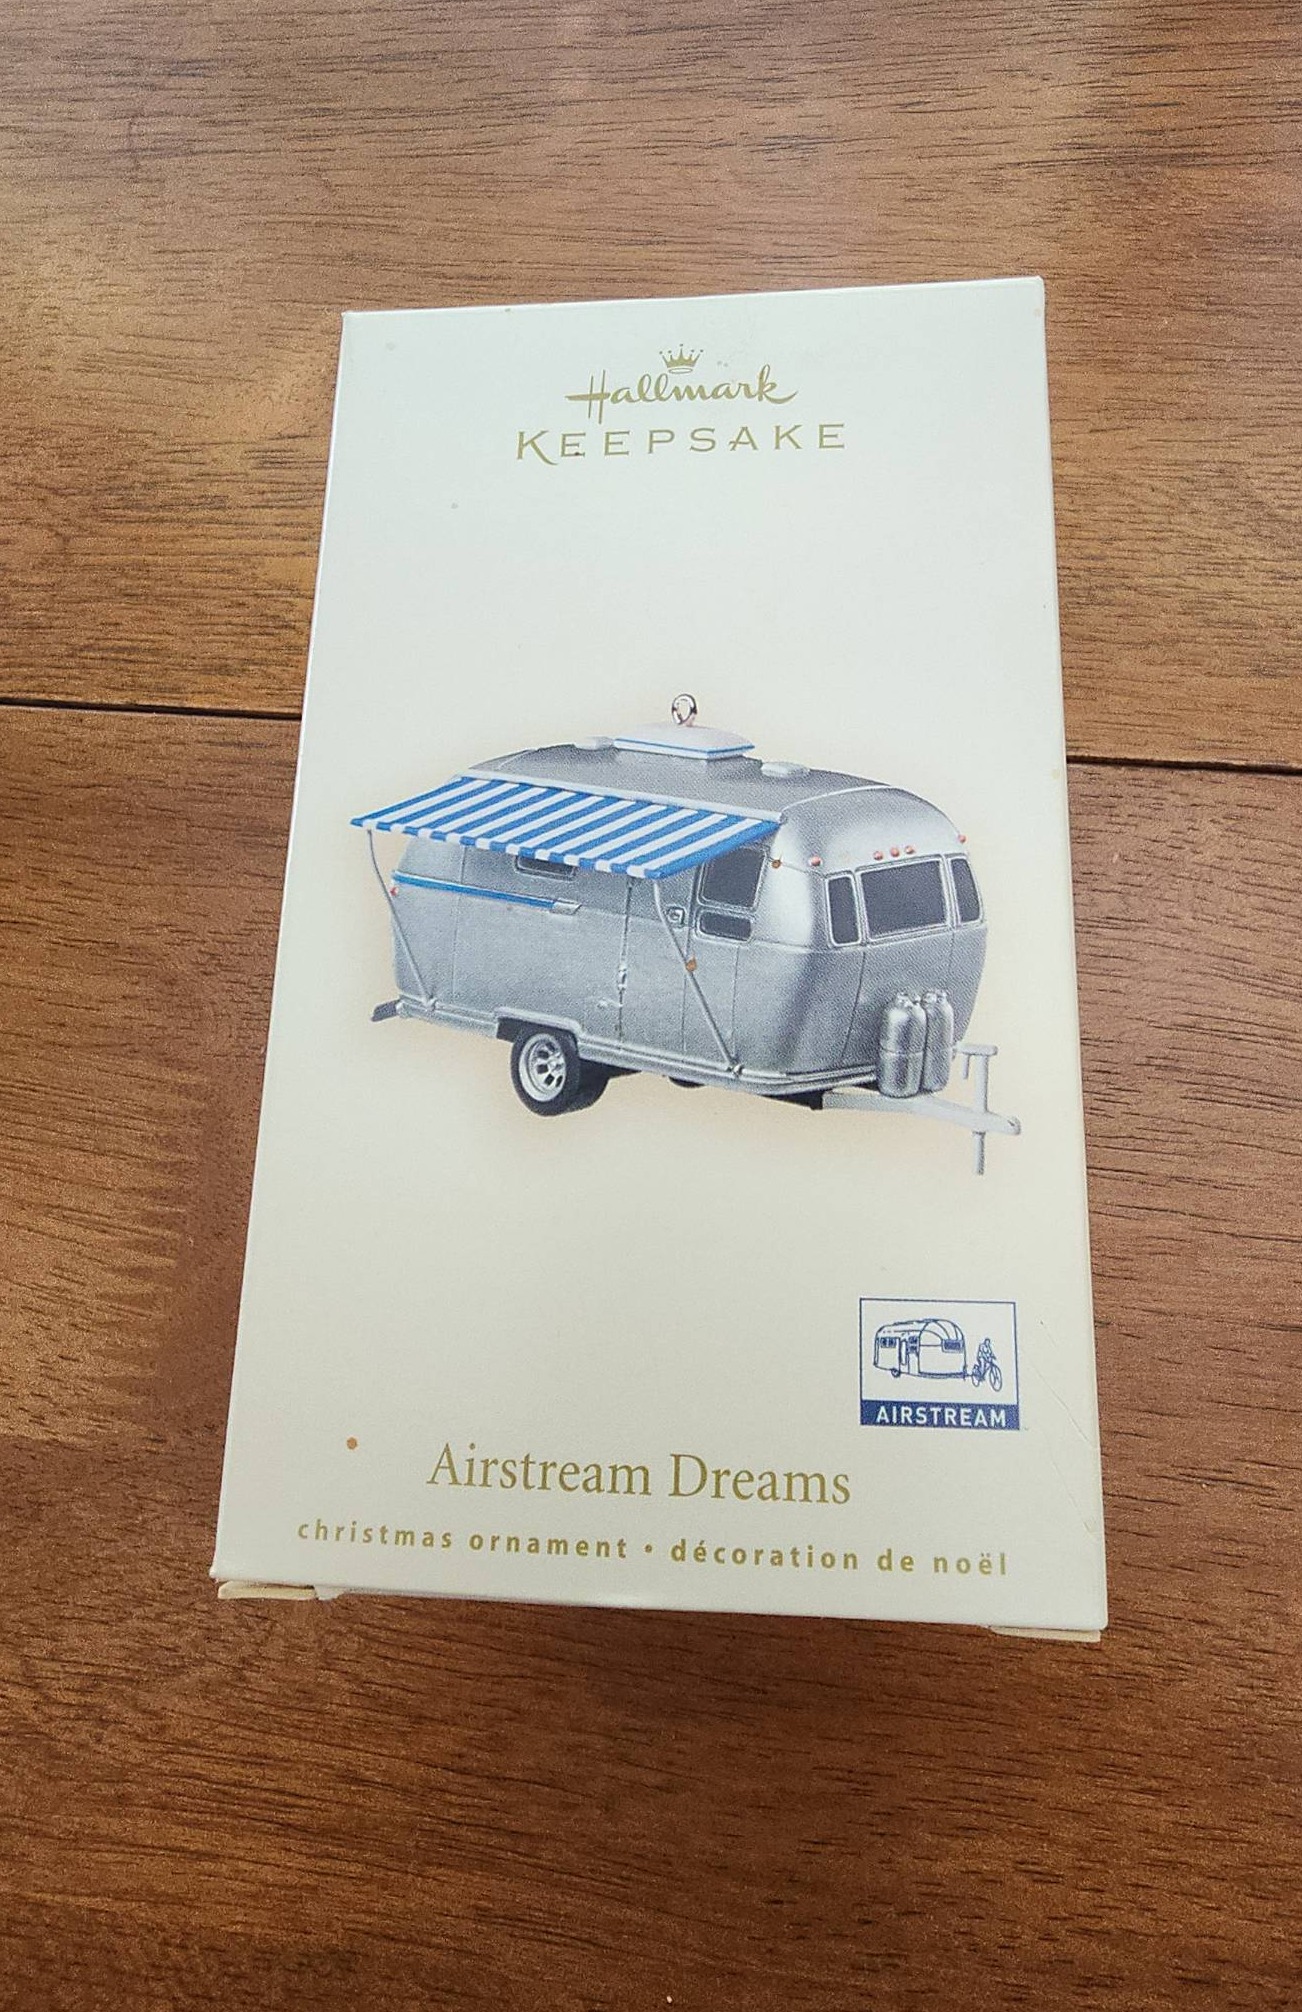 Hallmark
KEEPSAKE
AIRSTREAM
Airstream Dreams
christmas ornament • décoration de noël